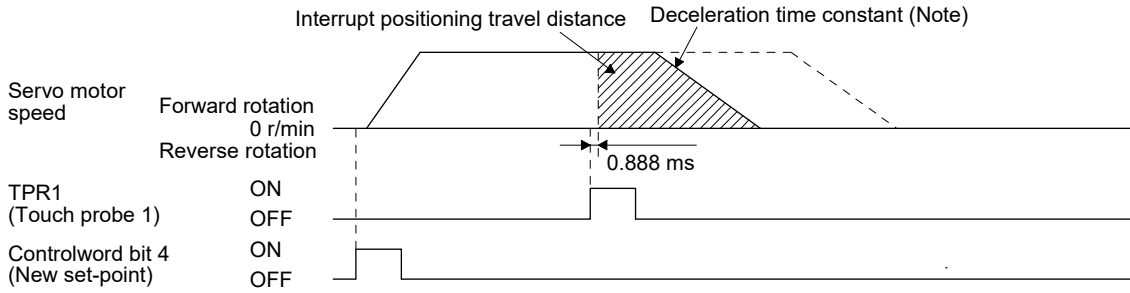 Interrupt positioning travel distance
Deceleration time constant (Note)
Servo motor
speed
Forward rotation
0 r/min
Reverse rotation
0.888 ms
TPR1
(Touch probe 1)
ON
OFF
Controlword bit 4
(New set-point)
ON
OFF